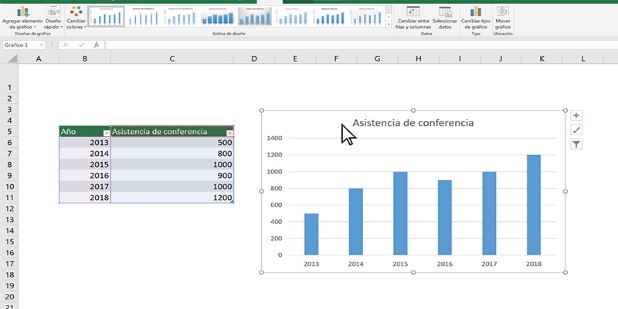 Agregar elemento de gráfico
Diseño rápido
Cambiar colores
Cambiar entre filas y columnas
Seleccionar datos
Cambiar tipo de gráfico
Mover gráfico
Diseños de gráfico
Estilos de diseño
Datos
Tipo
Ubicación
Gráfico 1
fx
A B C D E F G H I J K L
1
2
3
4
5 Año Asistencia de conferencia
6 2013 500
7 2014 800
8 2015 1000
9 2016 900
10 2017 1000
11 2018 1200
12
13
14
15
16
17
18
19
20
21
Asistencia de conferencia
1400
1200
1000
800
600
400
200
0
2013 2014 2015 2016 2017 2018